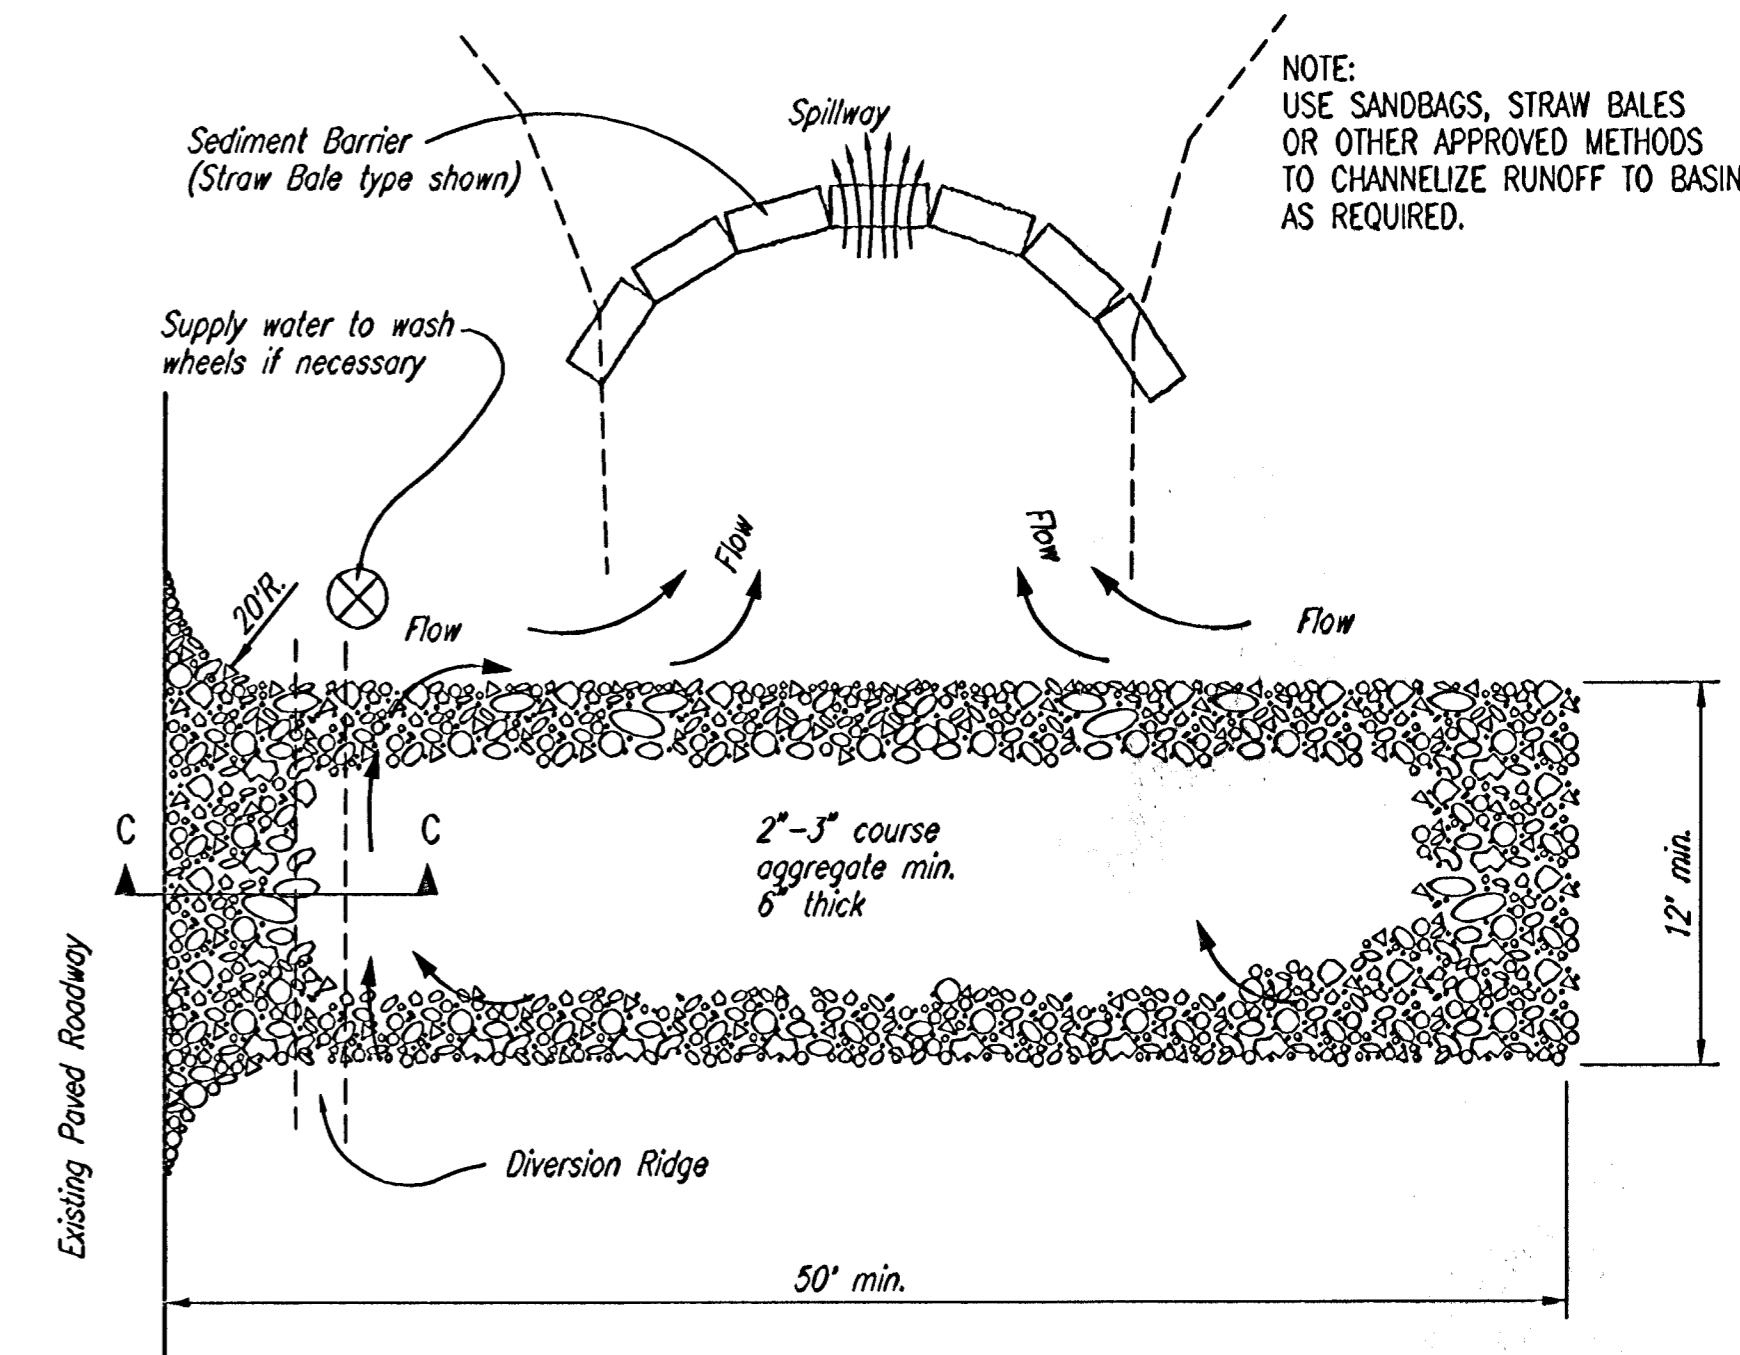 NOTE:
USE SANDBAGS, STRAW BALES
OR OTHER APPROVED METHODS
TO CHANNELIZE RUNOFF TO BASIN
AS REQUIRED.
Spillway
Sediment Barrier
(Straw Bale type shown)
Supply water to wash
wheels if necessary
20'R.
Flow
Flow
Flow
Flow
C
C
2"-3" course
aggregate min.
6" thick
12' min.
Existing Paved Roadway
Diversion Ridge
50' min.